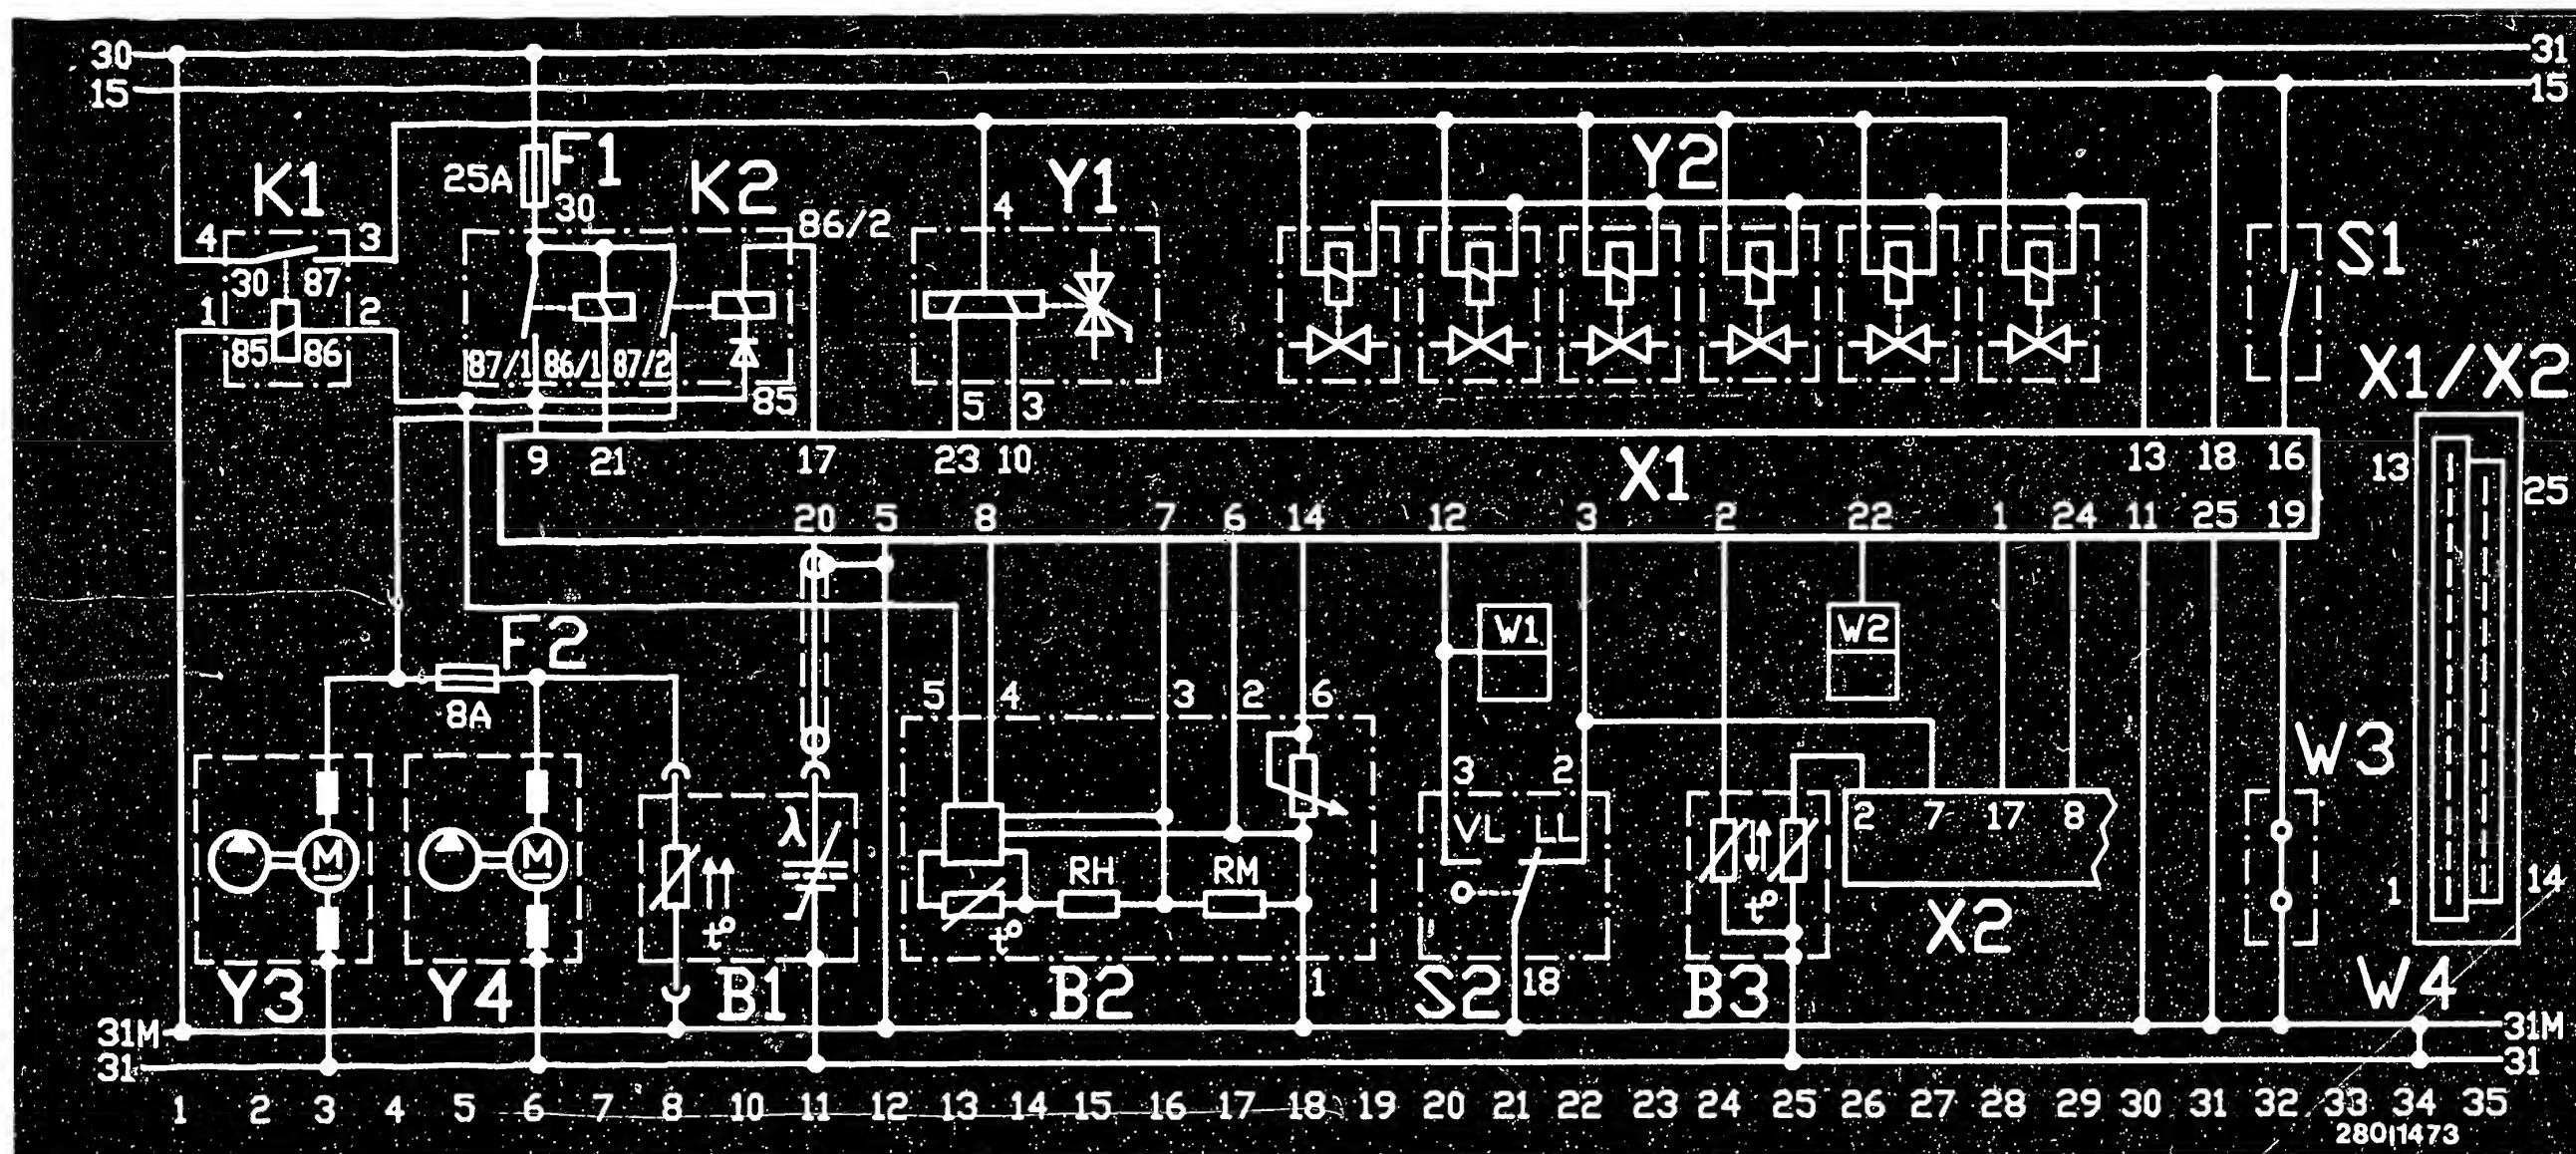 30 31
15 15
F1
25A
30
K1 K2 Y1 Y2
86/2
4
4 3 S1
30 87
1 2
85 86
87/1 86/1 87/2
85
5 3
X1/X2
9 21 17 23 10 13 18 16
X1
13
25
20 5 8 7 6 14 12 3 2 22 1 24 11 25 19
F2
8A
W1 W2
5 4 3 2 6
W3
3 2
VL LL
2 7 17 8
λ
M M
RH RM
1 14
t° t° t°
X2
Y3 Y4 B1 B2 1 S2 18 B3 W4
31M 31M
31 31
1 2 3 4 5 6 7 8 10 11 12 13 14 15 16 17 18 19 20 21 22 23 24 25 26 27 28 29 30 31 32 33 34 35
280|1473